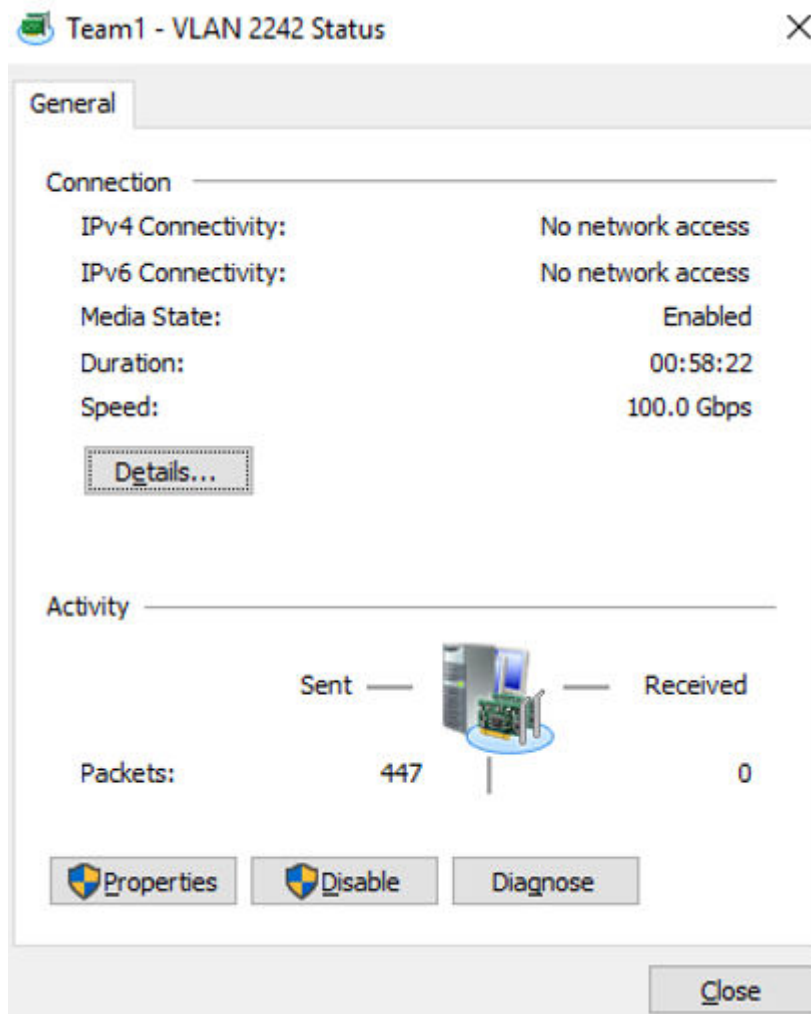 Team1 - VLAN 2242 Status
General
Connection
IPv4 Connectivity: No network access
IPv6 Connectivity: No network access
Media State: Enabled
Duration: 00:58:22
Speed: 100.0 Gbps
Details...
Activity
Sent Received
Packets: 447 0
Properties Disable Diagnose
Close